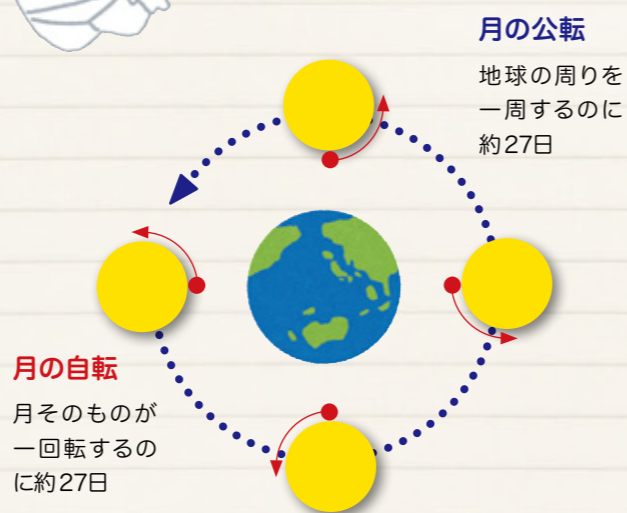 月の公転
地球の周りを
一周するのに
約27日
月の自転
月そのものが
一回転するの
に約27日